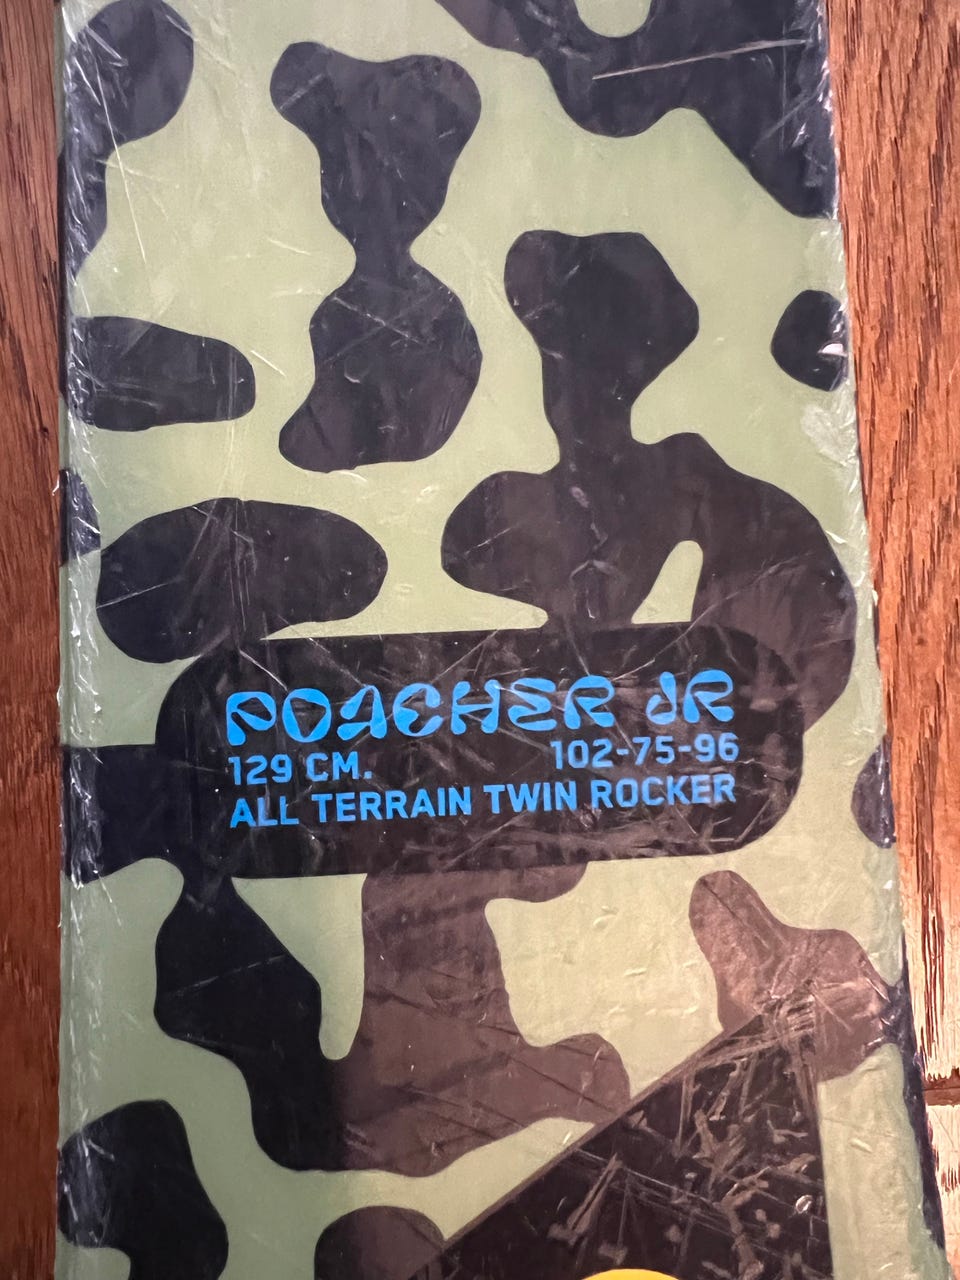 POACHER JR
129 CM. 102-75-96
ALL TERRAIN TWIN ROCKER